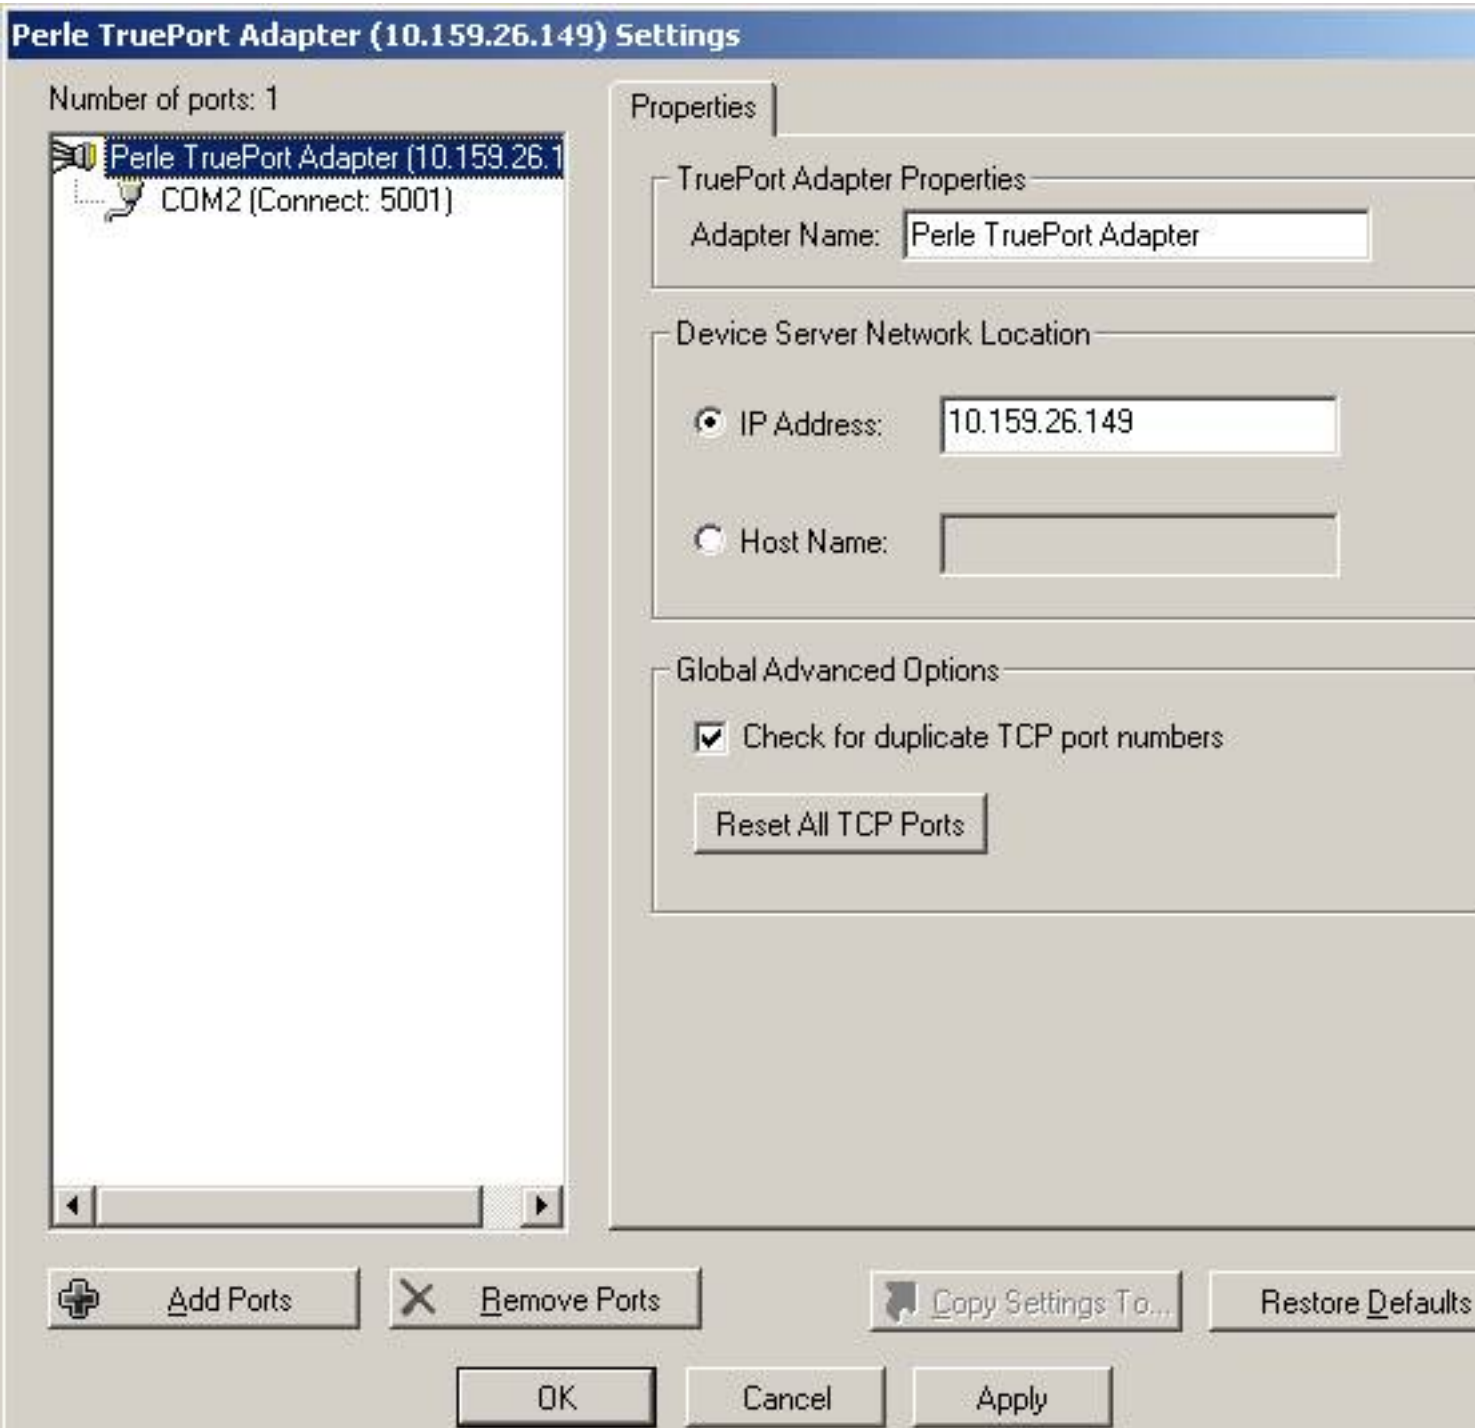 Perle TruePort Adapter (10.159.26.149) Settings
Number of ports: 1
Perle TruePort Adapter (10.159.26.1
COM2 (Connect: 5001)
Properties
TruePort Adapter Properties
Adapter Name: Perle TruePort Adapter
Device Server Network Location
IP Address: 10.159.26.149
Host Name:
Global Advanced Options
Check for duplicate TCP port numbers
Reset All TCP Ports
Add Ports Remove Ports Copy Settings To... Restore Defaults
OK Cancel Apply